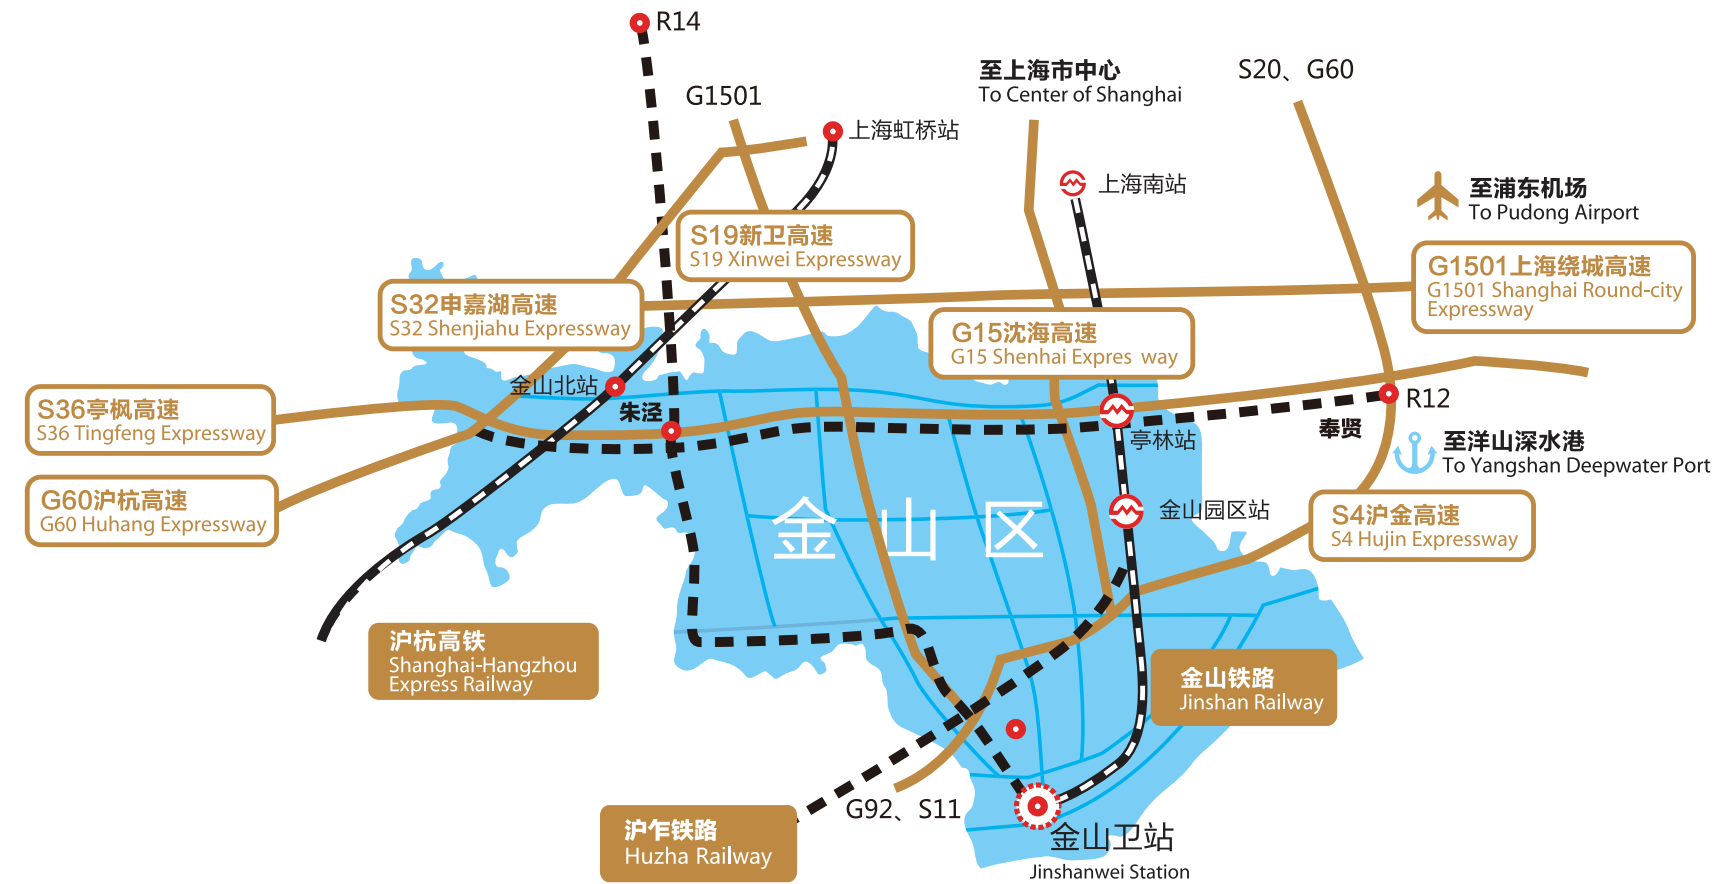 R14
G1501
至上海市中心
To Center of Shanghai
S20、G60
上海虹桥站
上海南站
至浦东机场
To Pudong Airport
S19新卫高速
S19 Xinwei Expressway
G1501上海绕城高速
G1501 Shanghai Round-city
Expressway
S32申嘉湖高速
S32 Shenjiahu Expressway
G15沈海高速
G15 Shenhai Expres way
金山北站
朱泾
S36亭枫高速
S36 Tingfeng Expressway
R12
奉贤
亭林站
至洋山深水港
To Yangshan Deepwater Port
G60沪杭高速
G60 Huhang Expressway
金山区
金山园区站
S4沪金高速
S4 Hujin Expressway
沪杭高铁
Shanghai-Hangzhou
Express Railway
金山铁路
Jinshan Railway
G92、S11
沪乍铁路
Huzha Railway
金山卫站
Jinshanwei Station